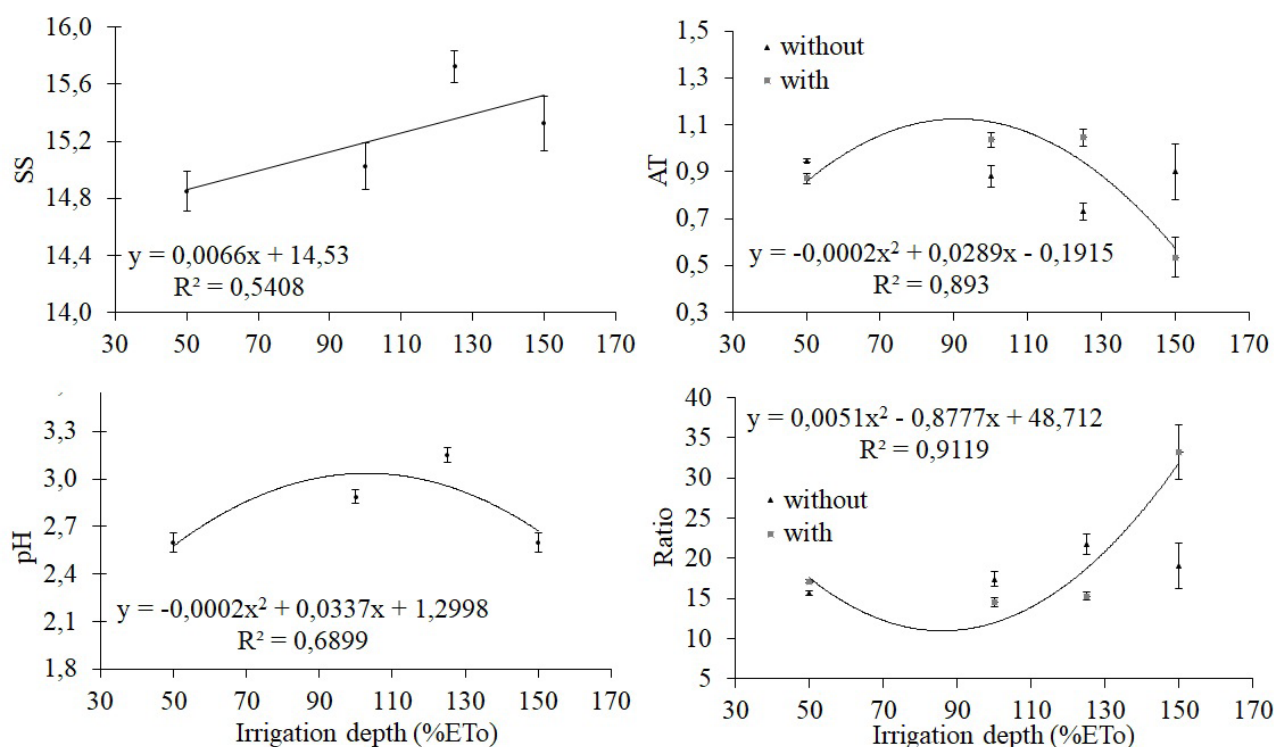 16,0
15,6
15,2
14,8
14,4
14,0
SS
y = 0,0066x + 14,53
R² = 0,5408
30 50 70 90 110 130 150 170
1,5
1,3
1,1
0,9
0,7
0,5
0,3
AT
without
with
y = -0,0002x² + 0,0289x - 0,1915
R² = 0,893
30 50 70 90 110 130 150 170
3,3
3,0
2,7
2,4
2,1
1,8
pH
y = -0,0002x² + 0,0337x + 1,2998
R² = 0,6899
30 50 70 90 110 130 150 170
Irrigation depth (%ETo)
40
35
30
25
20
15
10
5
Ratio
y = 0,0051x² - 0,8777x + 48,712
R² = 0,9119
without
with
30 50 70 90 110 130 150 170
Irrigation depth (%ETo)